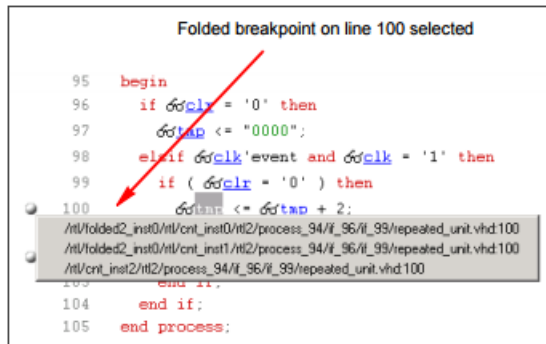 Folded breakpoint on line 100 selected
95 begin
96 if clr = '0' then
97 tmp <= "0000";
98 elsif clk'event and clk = '1' then
99 if ( clr = '0' ) then
100 tmp <= tmp + 2;
/rtl/folded2_inst0/rtl/cnt_inst0/rtl2/process_94/if_96/if_99/repeated_unit.vhd:100
/rtl/folded2_inst0/rtl/cnt_inst1/rtl2/process_94/if_96/if_99/repeated_unit.vhd:100
/rtl/cnt_inst2/rtl2/process_94/if_96/if_99/repeated_unit.vhd:100
103 end if;
104 end if;
105 end process;